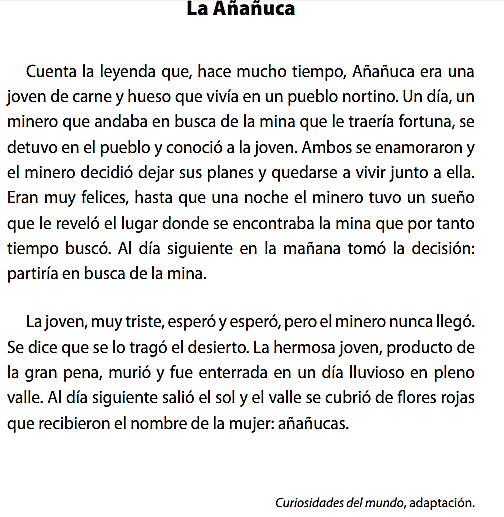 La Añañuca
Cuenta la leyenda que, hace mucho tiempo, Añañuca era una
joven de carne y hueso que vivía en un pueblo nortino. Un día, un
minero que andaba en busca de la mina que le traería fortuna, se
detuvo en el pueblo y conoció a la joven. Ambos se enamoraron y
el minero decidió dejar sus planes y quedarse a vivir junto a ella.
Eran muy felices, hasta que una noche el minero tuvo un sueño
que le reveló el lugar donde se encontraba la mina que por tanto
tiempo buscó. Al día siguiente en la mañana tomó la decisión:
partiría en busca de la mina.
La joven, muy triste, esperó y esperó, pero el minero nunca llegó.
Se dice que se lo tragó el desierto. La hermosa joven, producto de
la gran pena, murió y fue enterrada en un día lluvioso en pleno
valle. Al día siguiente salió el sol y el valle se cubrió de flores rojas
que recibieron el nombre de la mujer: añañucas.
Curiosidades del mundo, adaptación.